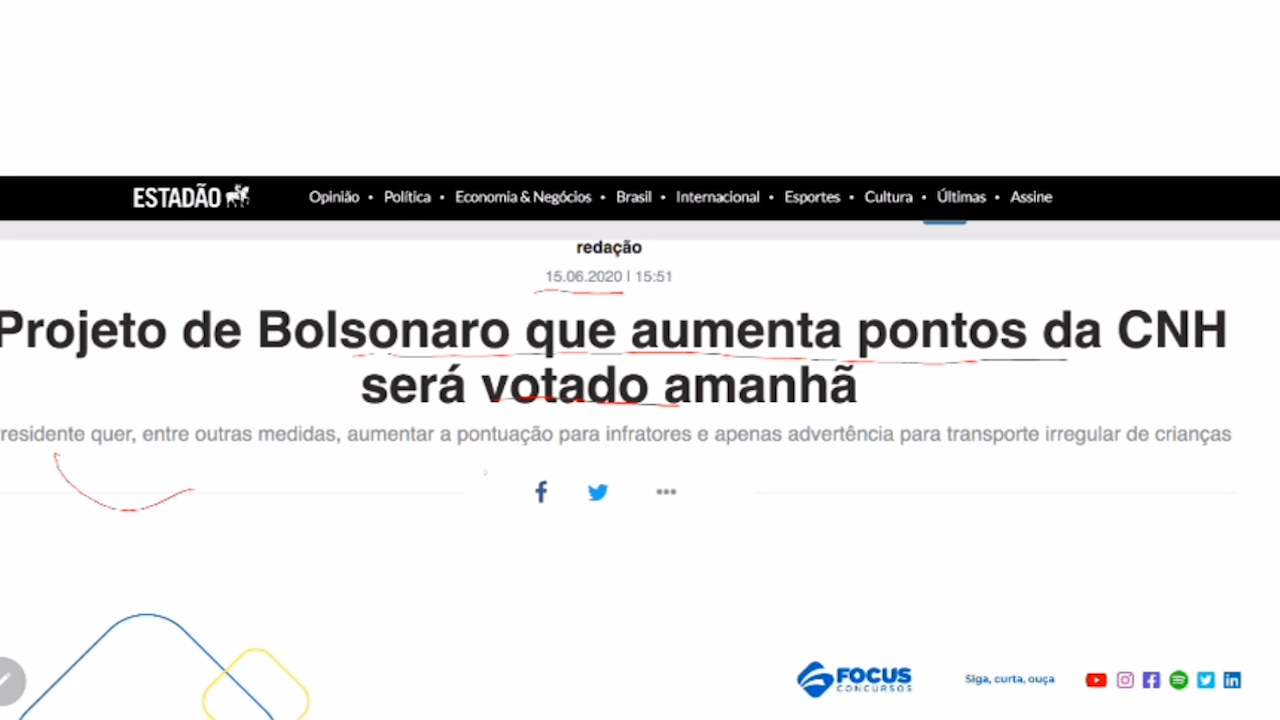 ESTADÃO Opinião • Política • Economia & Negócios • Brasil • Internacional • Esportes • Cultura • Últimas • Assine
redação
15.06.2020 | 15:51
Projeto de Bolsonaro que aumenta pontos da CNH
será votado amanhã
residente quer, entre outras medidas, aumentar a pontuação para infratores e apenas advertência para transporte irregular de crianças
FOCUS
CONCURSOS
Siga, curta, ouça